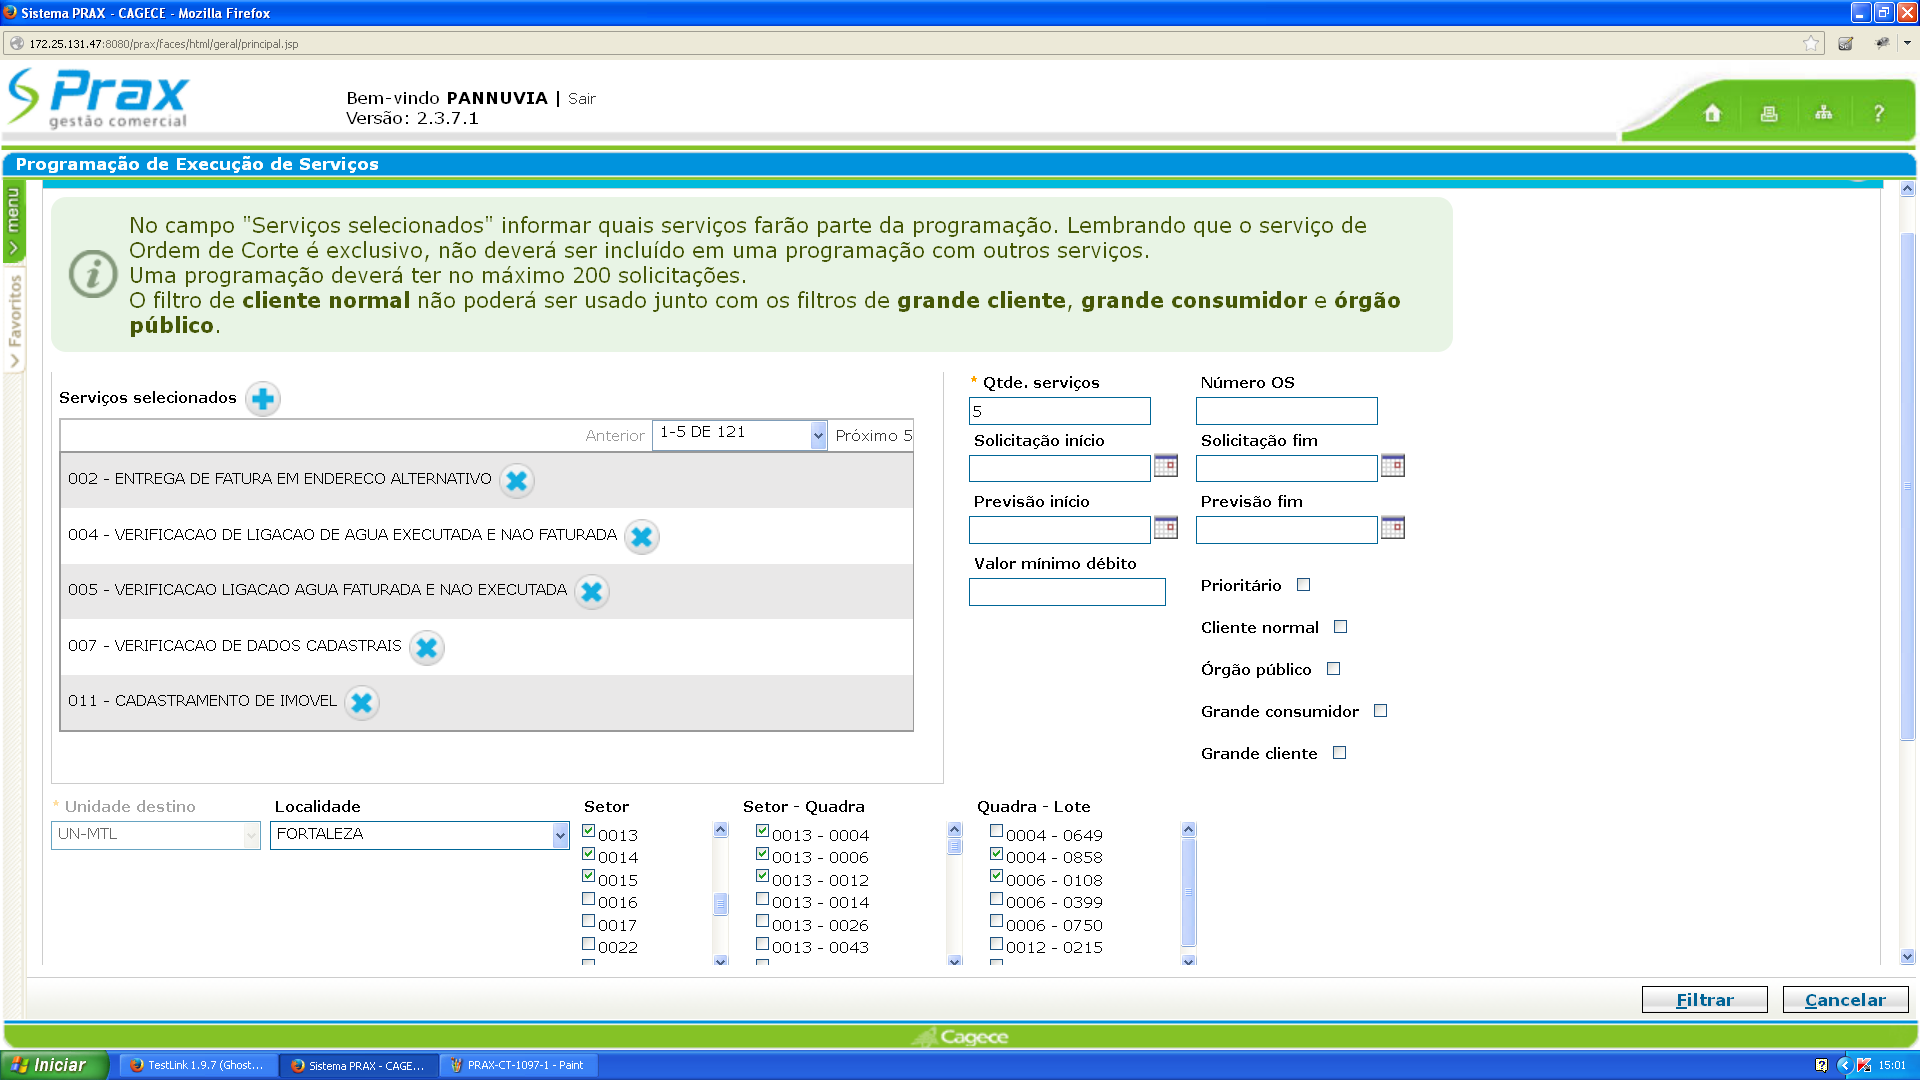 Sistema PRAX - CAGECE - Mozilla Firefox
172.25.131.47:8080/prax/faces/html/geral/principal.jsp
Prax
gestão comercial
Bem-vindo PANNUVIA | Sair
Versão: 2.3.7.1
?
Programação de Execução de Serviços
menu
Favoritos
No campo "Serviços selecionados" informar quais serviços farão parte da programação. Lembrando que o serviço de
Ordem de Corte é exclusivo, não deverá ser incluído em uma programação com outros serviços.
Uma programação deverá ter no máximo 200 solicitações.
O filtro de cliente normal não poderá ser usado junto com os filtros de grande cliente, grande consumidor e órgão
público.
Serviços selecionados
Anterior 1-5 DE 121 Próximo 5
002 - ENTREGA DE FATURA EM ENDERECO ALTERNATIVO
004 - VERIFICACAO DE LIGACAO DE AGUA EXECUTADA E NAO FATURADA
005 - VERIFICACAO LIGACAO AGUA FATURADA E NAO EXECUTADA
007 - VERIFICACAO DE DADOS CADASTRAIS
011 - CADASTRAMENTO DE IMOVEL
* Qtde. serviços Número OS
5
Solicitação início Solicitação fim
Previsão início Previsão fim
Valor mínimo débito
Prioritário
Cliente normal
Órgão público
Grande consumidor
Grande cliente
* Unidade destino Localidade Setor Setor - Quadra Quadra - Lote
UN-MTL FORTALEZA
0013 0013 - 0004 0004 - 0649
0014 0013 - 0006 0004 - 0858
0015 0013 - 0012 0006 - 0108
0016 0013 - 0014 0006 - 0399
0017 0013 - 0026 0006 - 0750
0022 0013 - 0043 0012 - 0215
Filtrar Cancelar
Cagece
Iniciar TestLink 1.9.7 (Ghost... Sistema PRAX - CAGE... PRAX-CT-1097-1 - Paint 15:01